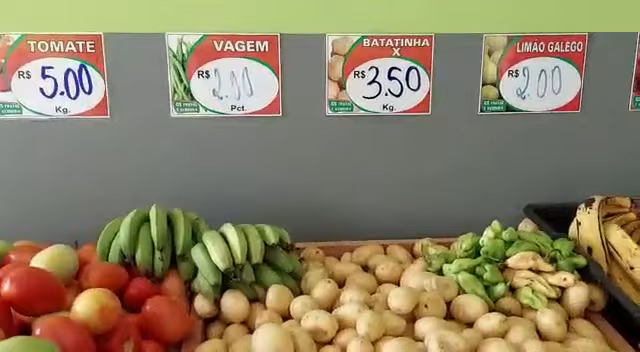 TOMATE
R$ 5.00
Kg.
VAGEM
R$ 2.00
Pct.
BATATINHA
X
R$ 3.50
Kg.
LIMÃO GALEGO
R$ 2.00